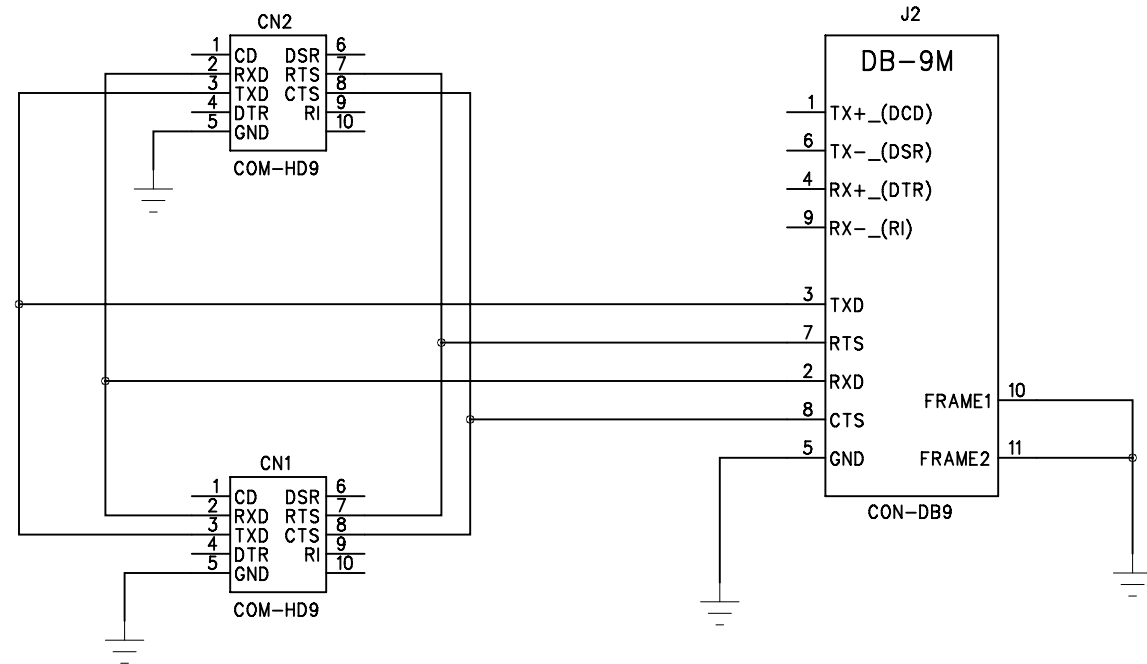 CN2
1 CD DSR 6
2 RXD RTS 7
3 TXD CTS 8
4 DTR RI 9
5 GND 10
COM-HD9
J2
DB-9M
1 TX+_(DCD)
6 TX-_(DSR)
4 RX+_(DTR)
9 RX-_(RI)
3 TXD
7 RTS
2 RXD
FRAME1 10
8 CTS
5 GND FRAME2 11
CON-DB9
CN1
1 CD DSR 6
2 RXD RTS 7
3 TXD CTS 8
4 DTR RI 9
5 GND 10
COM-HD9